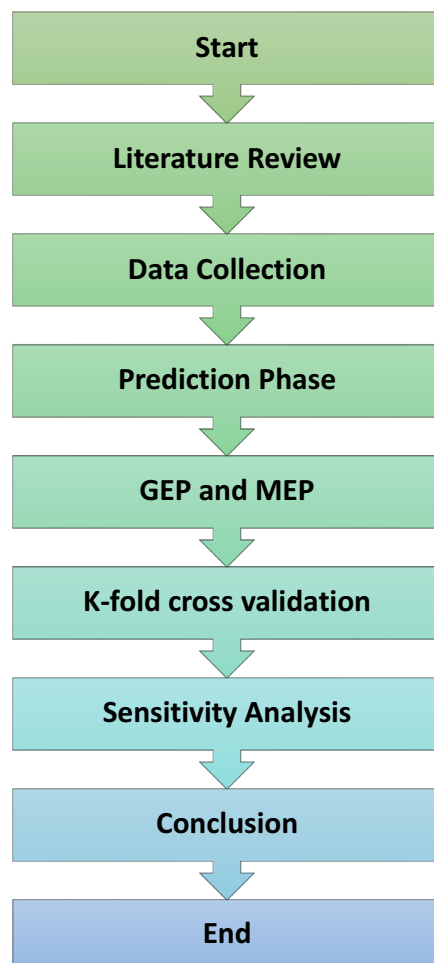 Start
Literature Review
Data Collection
Prediction Phase
GEP and MEP
K-fold cross validation
Sensitivity Analysis
Conclusion
End